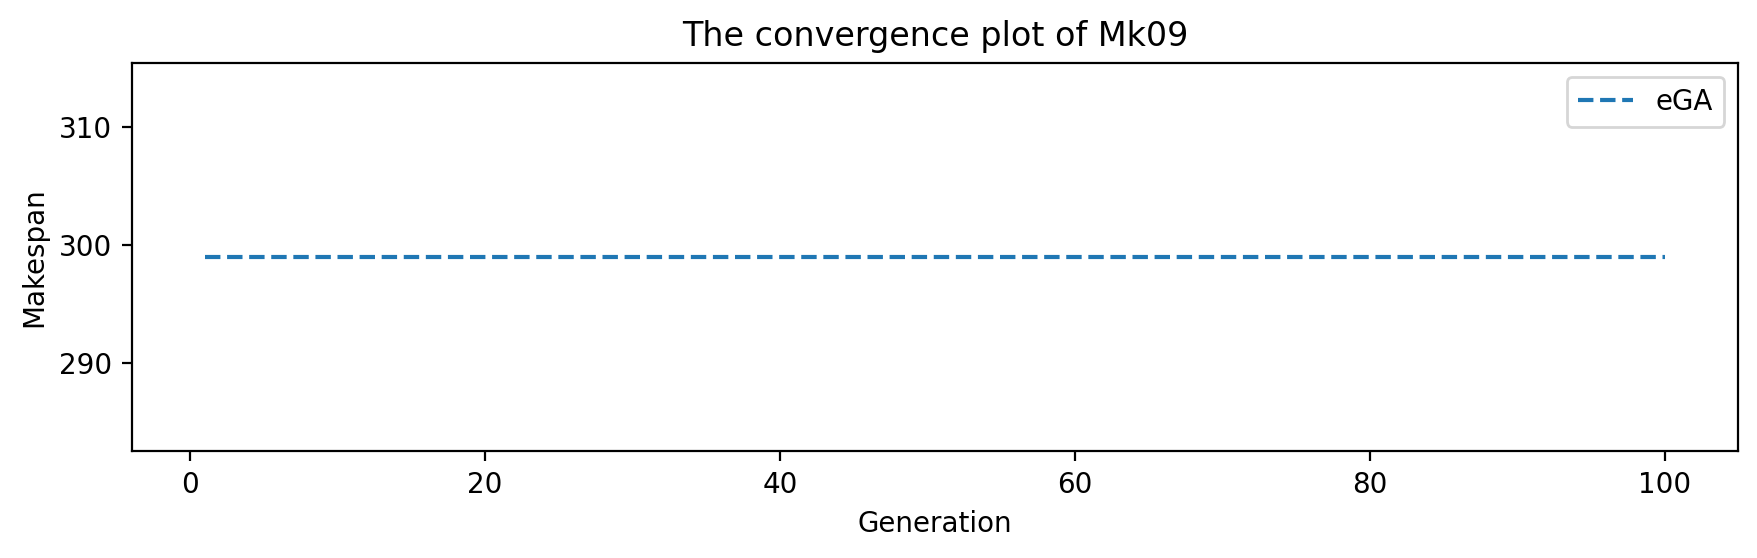 The convergence plot of Mk09
eGA
310
300
290
Makespan
0 20 40 60 80 100
Generation